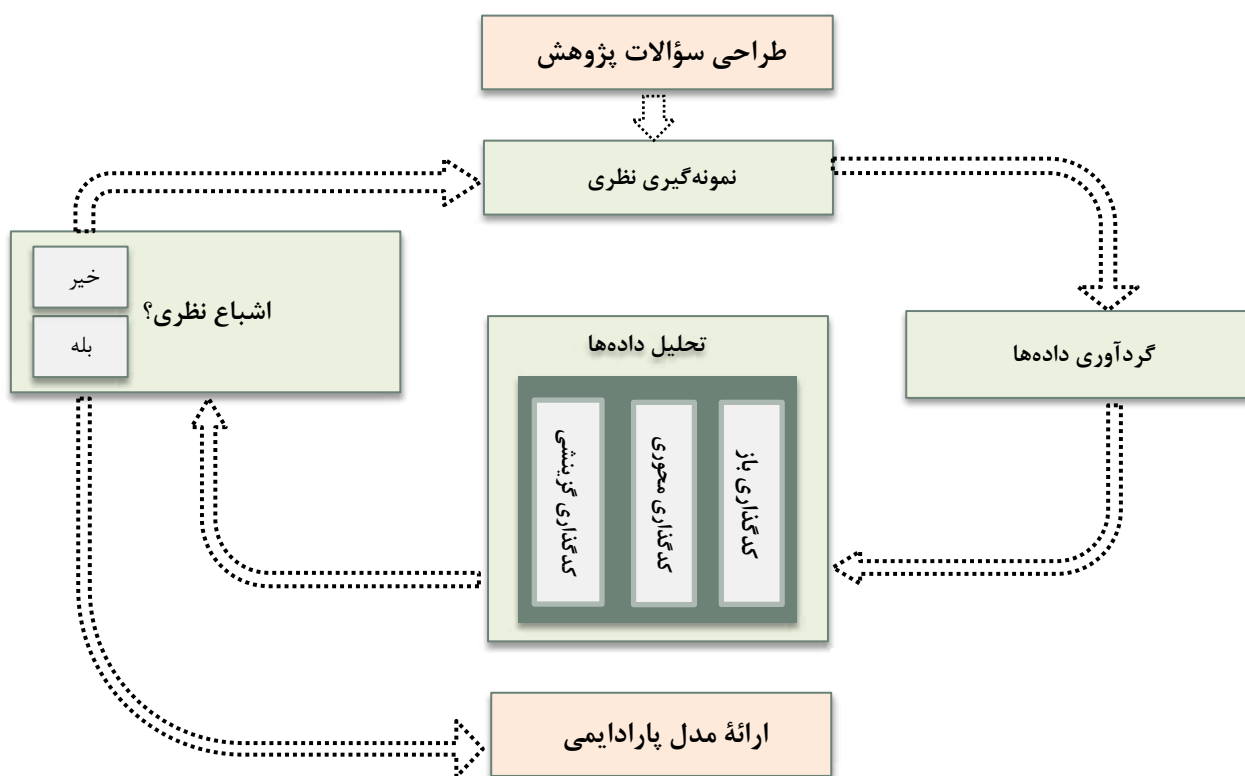 طراحی سؤالات پژوهش
نمونه‌گیری نظری
گردآوری داده‌ها
تحلیل داده‌ها
کدگذاری باز
کدگذاری محوری
کدگذاری گزینشی
اشباع نظری؟
خیر
بله
ارائهٔ مدل پارادایمی